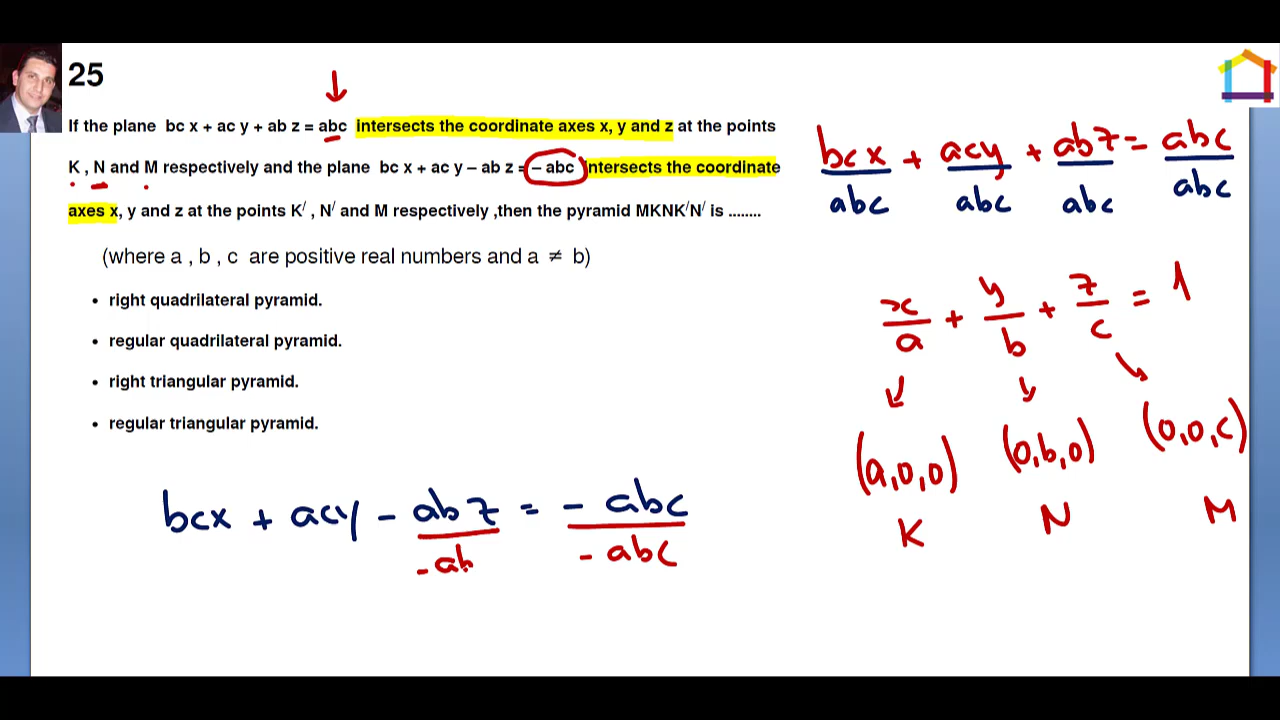 25
If the plane bc x + ac y + ab z = abc intersects the coordinate axes x, y and z at the points
K , N and M respectively and the plane bc x + ac y – ab z = – abc intersects the coordinate
axes x, y and z at the points K/ , N/ and M respectively ,then the pyramid MKNK/N/ is ........
(where a , b , c are positive real numbers and a ≠ b)
• right quadrilateral pyramid.
• regular quadrilateral pyramid.
• right triangular pyramid.
• regular triangular pyramid.
bcx/abc + acy/abc + abz/abc = abc/abc
x/a + y/b + z/c = 1
(a,0,0) (0,b,0) (0,0,c)
K N M
bcx + acy - abz/-ab = - abc/- abc